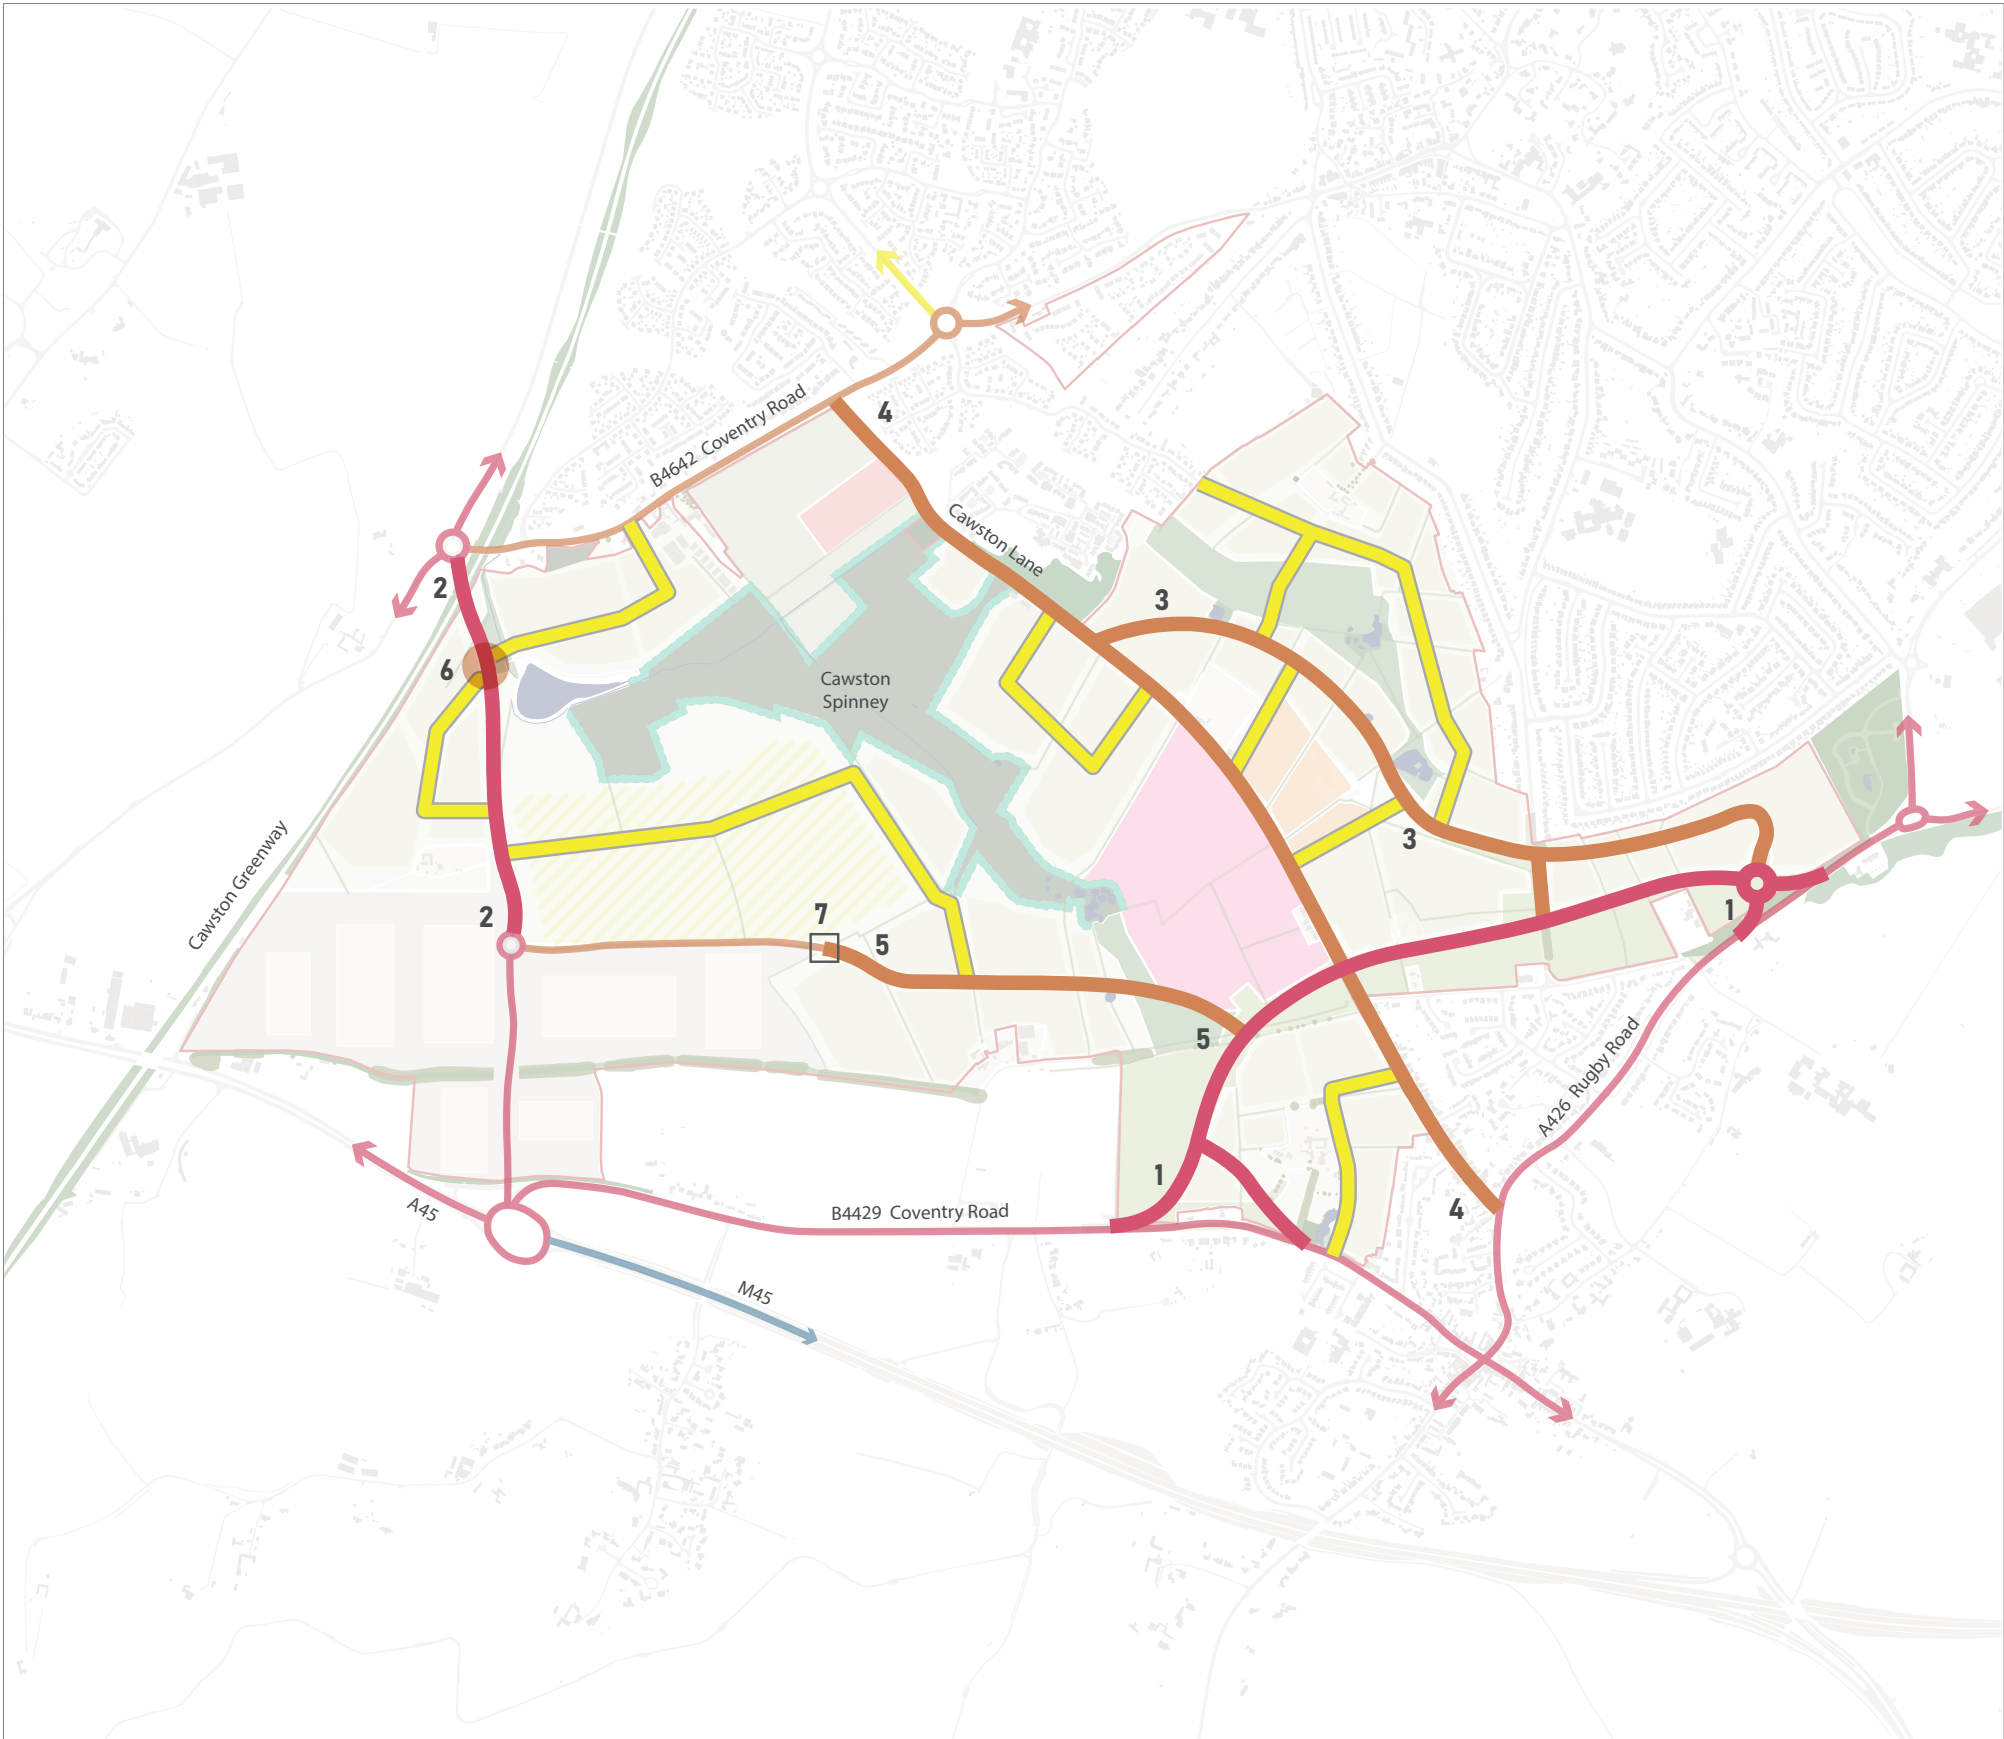 4
B4642  Coventry Road
Cawston Lane
2
3
6
Cawston
Spinney
3
Cawston Greenway
7
2
5
1
5
A426  Rugby Road
1
4
A45
B4429  Coventry Road
M45